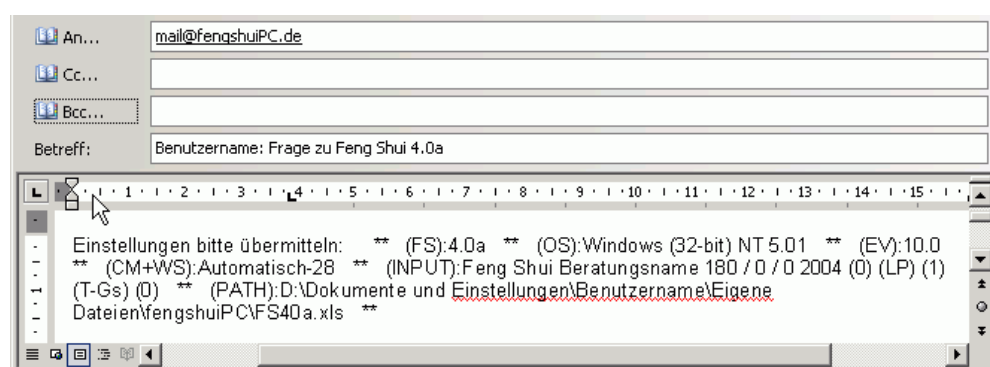 An... mail@fengshuiPC.de
Cc...
Bcc...
Betreff: Benutzername: Frage zu Feng Shui 4.0a
1 2 3 4 5 6 7 8 9 10 11 12 13 14 15
Einstellungen bitte übermitteln: ** (FS):4.0a ** (OS):Windows (32-bit) NT 5.01 ** (EV):10.0
** (CM+WS):Automatisch-28 ** (INPUT):Feng Shui Beratungsname 180 / 0 / 0 2004 (0) (LP) (1)
(T-Gs) (0) ** (PATH):D:\Dokumente und Einstellungen\Benutzername\Eigene
Dateien\fengshuiPC\FS40a.xls **